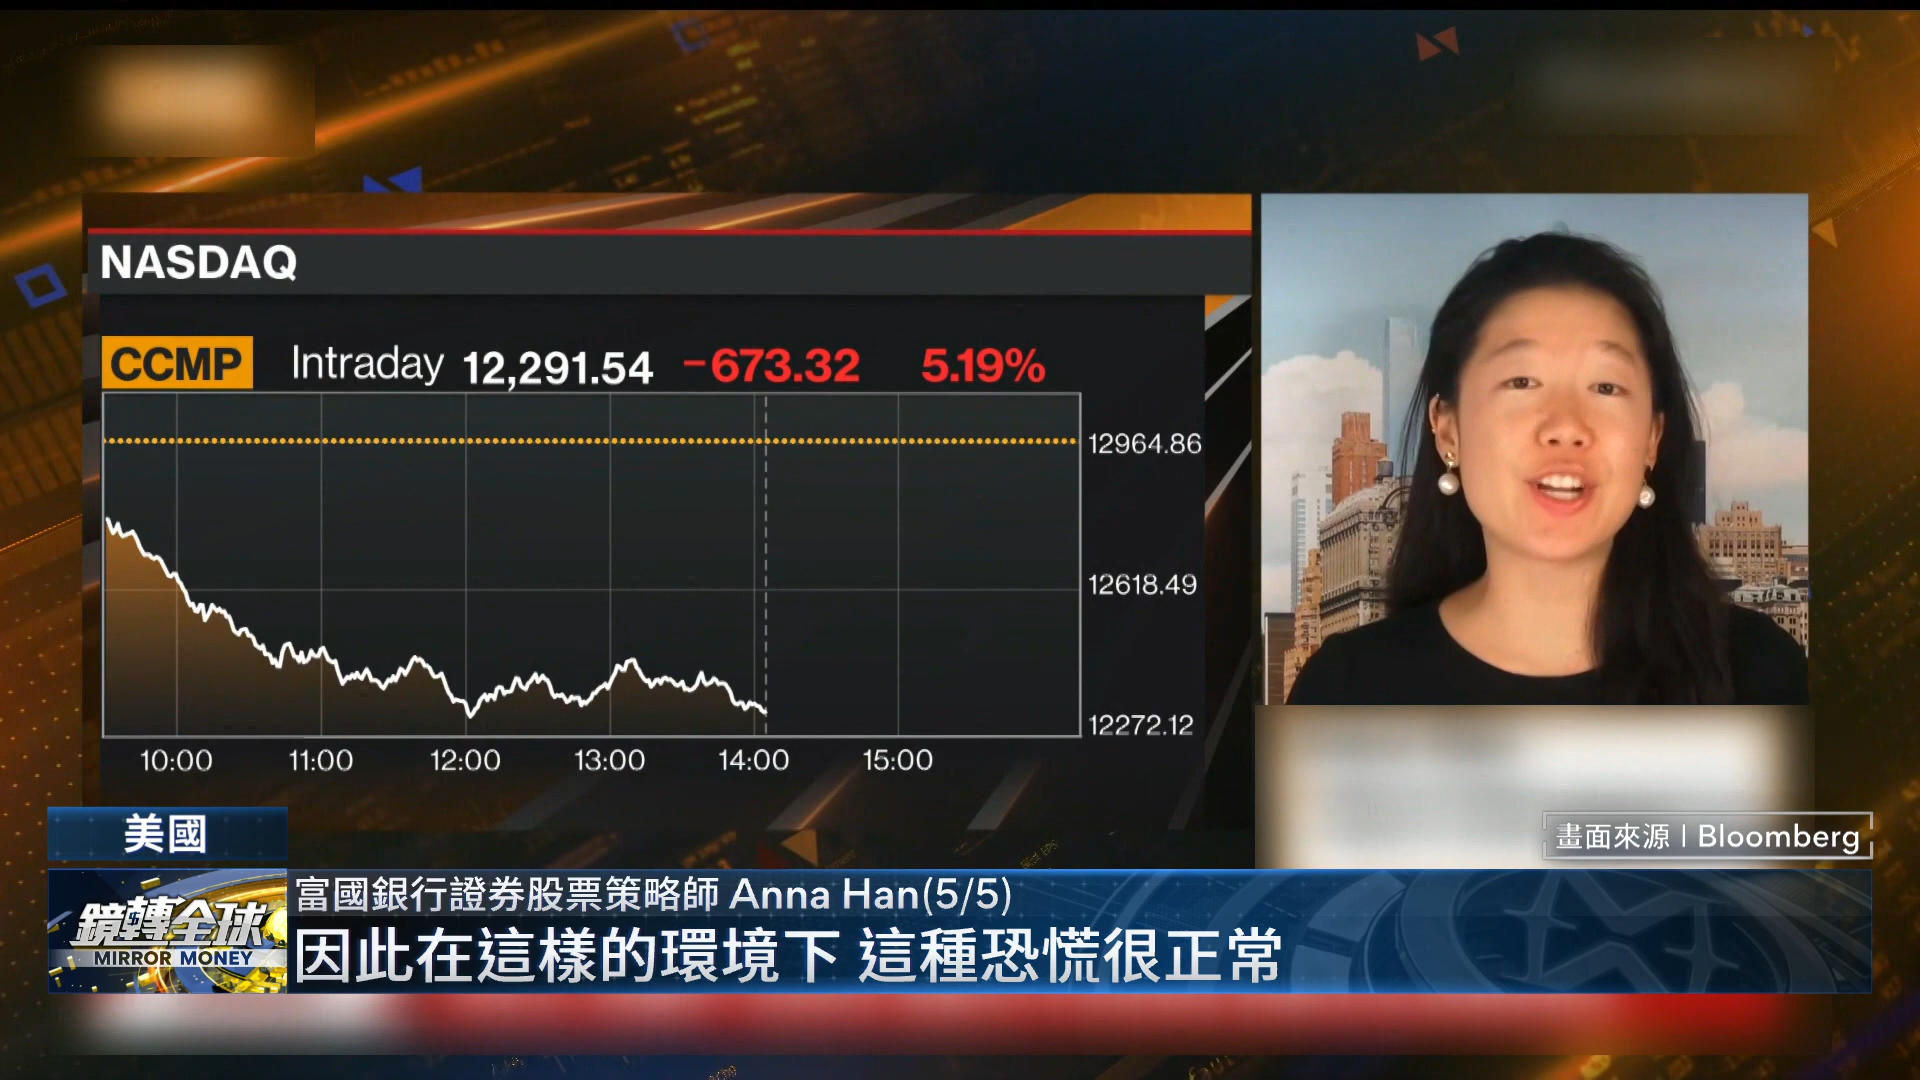 NASDAQ
CCMP Intraday 12,291.54 -673.32 5.19%
12964.86
12618.49
12272.12
10:00 11:00 12:00 13:00 14:00 15:00
美國
畫面來源 | Bloomberg
富國銀行證券股票策略師 Anna Han(5/5)
鏡轉全球
MIRROR MONEY
因此在這樣的環境下 這種恐慌很正常